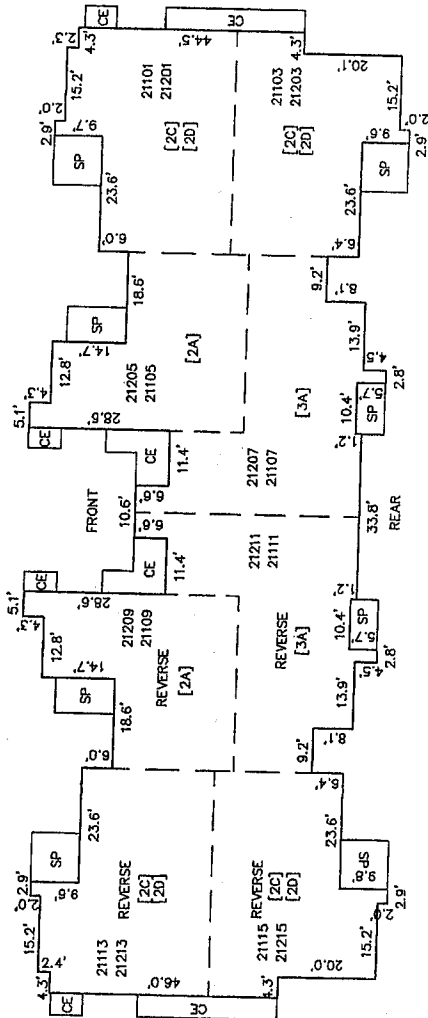 CE
2.3'
4.3'
CE
44.5'
4.3'
15.2'
2.0'
2.9'
9.7'
SP
23.6'
6.0'
21101
21201
[2C]
[2D]
21103
21203
[2C]
[2D]
20.1'
15.2'
2.0'
2.9'
9.6'
SP
23.6'
6.4'
9.2'
8.1'
18.6'
SP
14.7'
12.8'
4.3'
5.1'
CE
28.5'
[2A]
21205
21105
CE
11.4'
6.6'
FRONT
10.6'
6.6'
[3A]
21207
21107
13.9'
4.5
2.8'
5.7'
10.4'
SP
1.2'
33.8'
REAR
21211
21111
CE
11.4'
CE
5.1'
4.3'
28.6'
12.8'
14.7'
SP
18.6'
6.0'
21209
21109
REVERSE
[2A]
REVERSE
[3A]
1.2'
SP
10.4'
5.7'
2.8'
4.5'
13.9'
8.1'
9.2'
6.4'
23.6'
SP
2.9'
9.6'
2.0'
15.2'
2.4'
4.3'
CE
46.0'
CE
4.3'
REVERSE
[2C]
[2D]
21113
21213
REVERSE
[2C]
[2D]
21115
21215
23.6'
SP
9.8'
2.9'
2.0'
15.2'
20.0'